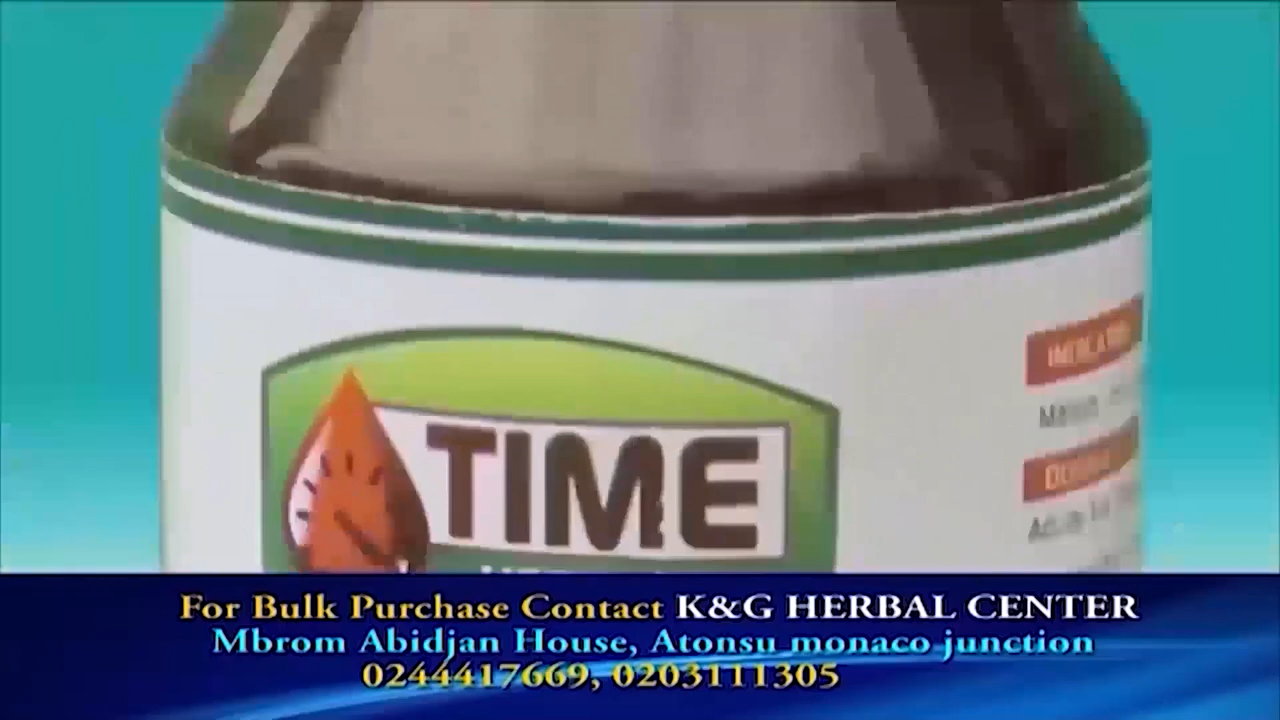 TIME
For Bulk Purchase Contact K&G HERBAL CENTER
Mbrom Abidjan House, Atonsu monaco junction
0244417669, 0203111305